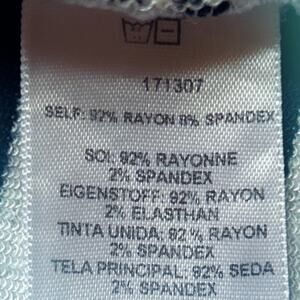 171307
SELF: 92% RAYON 8% SPANDEX
SOI: 92% RAYONNE
2% SPANDEX
EIGENSTOFF: 92% RAYON
2% ELASTHAN
TINTA UNIDA: 92% RAYON
2% SPANDEX
TELA PRINCIPAL: 92% SEDA
2% SPANDEX